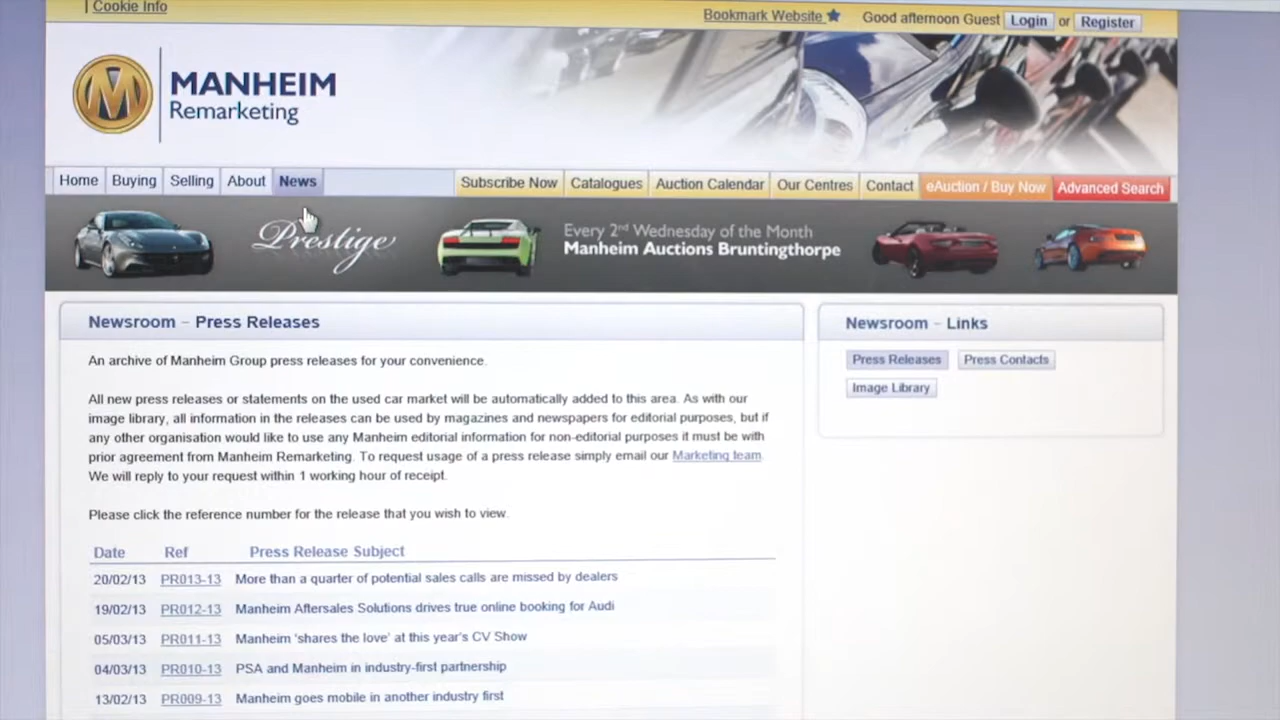 Cookie Info
Bookmark Website
Good afternoon Guest Login or Register
MANHEIM
Remarketing
Home Buying Selling About News
Subscribe Now Catalogues Auction Calendar Our Centres Contact eAuction / Buy Now Advanced Search
Prestige
Every 2nd Wednesday of the Month
Manheim Auctions Bruntingthorpe
Newsroom – Press Releases
An archive of Manheim Group press releases for your convenience.
All new press releases or statements on the used car market will be automatically added to this area. As with our
image library, all information in the releases can be used by magazines and newspapers for editorial purposes, but if
any other organisation would like to use any Manheim editorial information for non-editorial purposes it must be with
prior agreement from Manheim Remarketing. To request usage of a press release simply email our Marketing team.
We will reply to your request within 1 working hour of receipt.
Please click the reference number for the release that you wish to view.
Date Ref Press Release Subject
20/02/13 PR013-13 More than a quarter of potential sales calls are missed by dealers
19/02/13 PR012-13 Manheim Aftersales Solutions drives true online booking for Audi
05/03/13 PR011-13 Manheim 'shares the love' at this year's CV Show
04/03/13 PR010-13 PSA and Manheim in industry-first partnership
13/02/13 PR009-13 Manheim goes mobile in another industry first
Newsroom – Links
Press Releases Press Contacts
Image Library